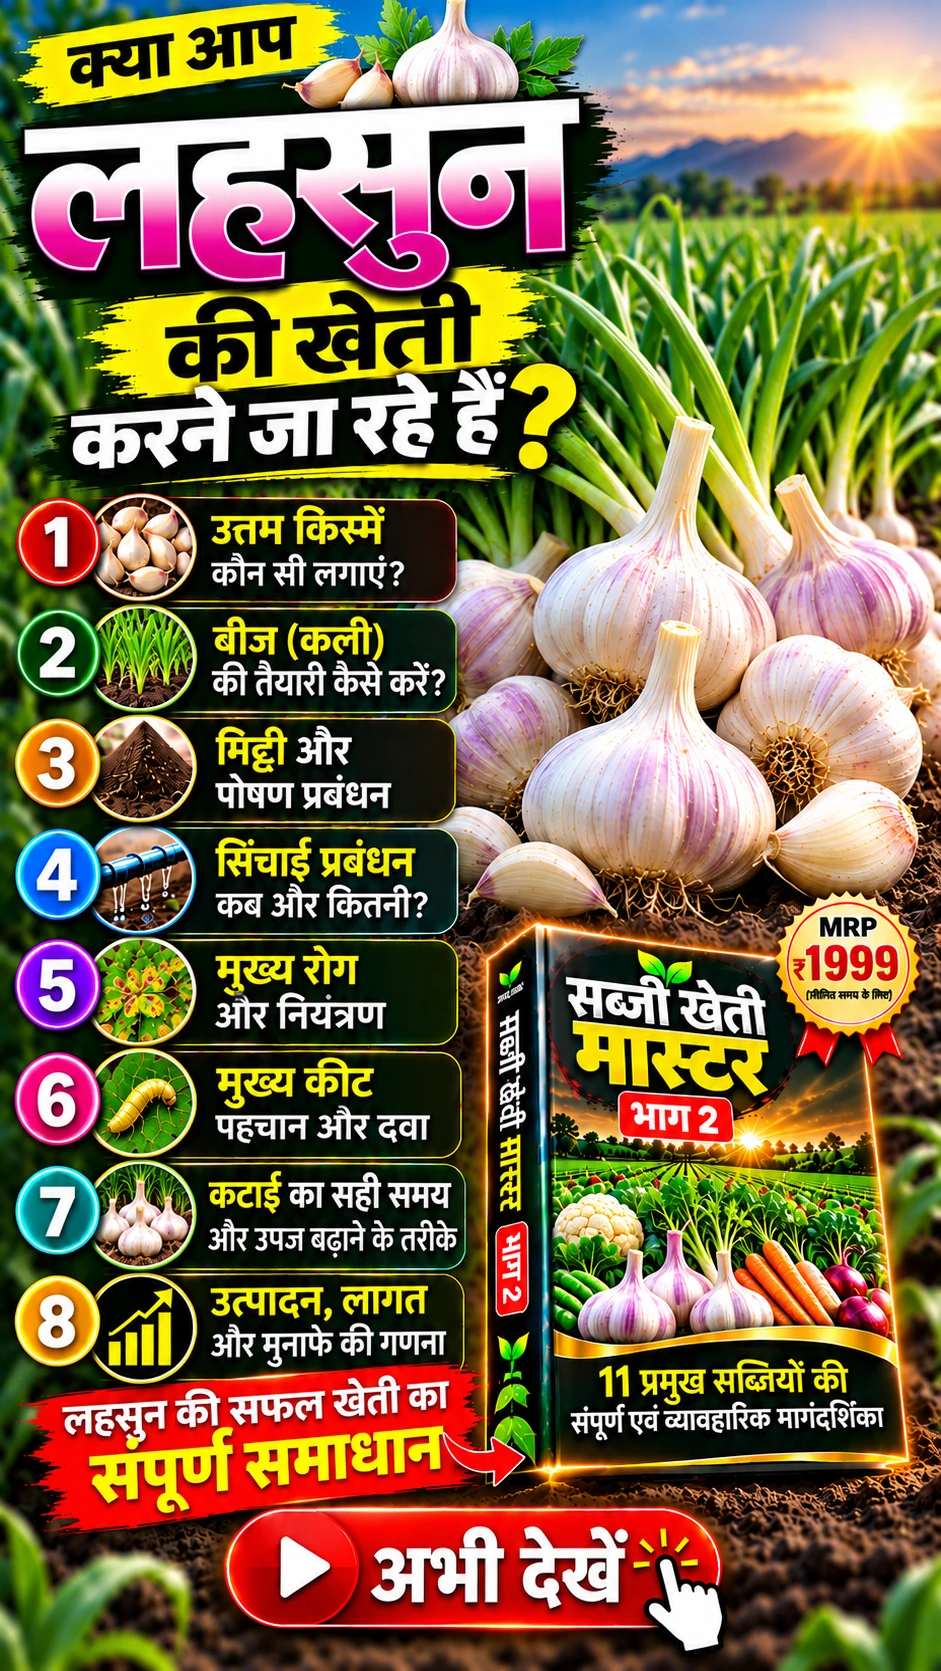 क्या आप
लहसुन
की खेती
करने जा रहे हैं?
1
उत्तम किस्में
कौन सी लगाएं?
2
बीज (कली)
की तैयारी कैसे करें?
3
मिट्टी और
पोषण प्रबंधन
4
सिंचाई प्रबंधन
कब और कितनी?
5
मुख्य रोग
और नियंत्रण
6
मुख्य कीट
पहचान और दवा
7
कटाई का सही समय
और उपज बढ़ाने के तरीके
8
उत्पादन, लागत
और मुनाफे की गणना
लहसुन की सफल खेती का
संपूर्ण समाधान
MRP
₹1999
सब्जी खेती
मास्टर
भाग 2
खेती मास्टर
भाग 2
11 प्रमुख सब्जियों की
संपूर्ण एवं व्यावहारिक मार्गदर्शिका
अभी देखें